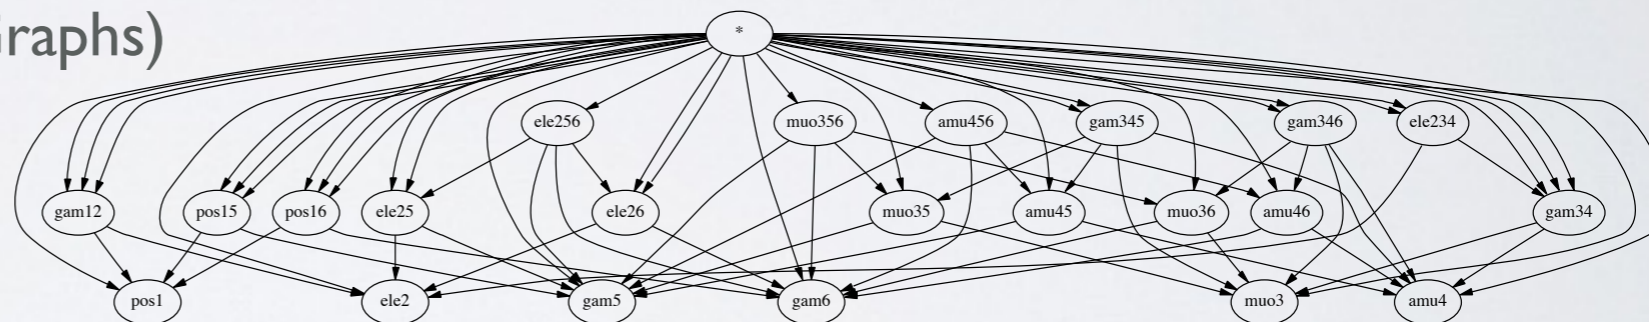 Graphs)
*
ele256 muo356 amu456 gam345 gam346 ele234
gam12 pos15 pos16 ele25 ele26 muo35 amu45 muo36 amu46 gam34
pos1 ele2 gam5 gam6 muo3 amu4